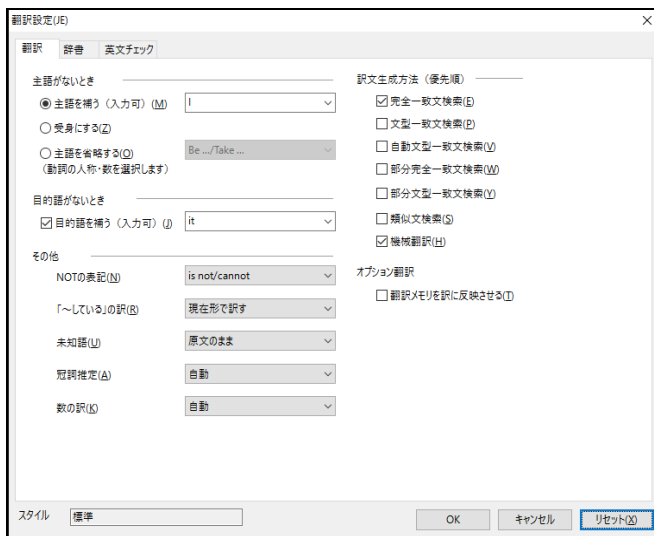 翻訳設定(JE)
翻訳 辞書 英文チェック
主語がないとき
主語を補う（入力可）(M) I
受身にする(Z)
主語を省略する(O) Be .../Take ...
(動詞の人称・数を選択します)
目的語がないとき
目的語を補う（入力可）(J) it
その他
NOTの表記(N) is not/cannot
「～している」の訳(R) 現在形で訳す
未知語(U) 原文のまま
冠詞推定(A) 自動
数の訳(K) 自動
訳文生成方法（優先順）
完全一致文検索(E)
文型一致文検索(P)
自動文型一致文検索(V)
部分完全一致文検索(W)
部分文型一致文検索(Y)
類似文検索(S)
機械翻訳(H)
オプション翻訳
翻訳メモリを訳に反映させる(T)
スタイル 標準
OK キャンセル リセット(X)